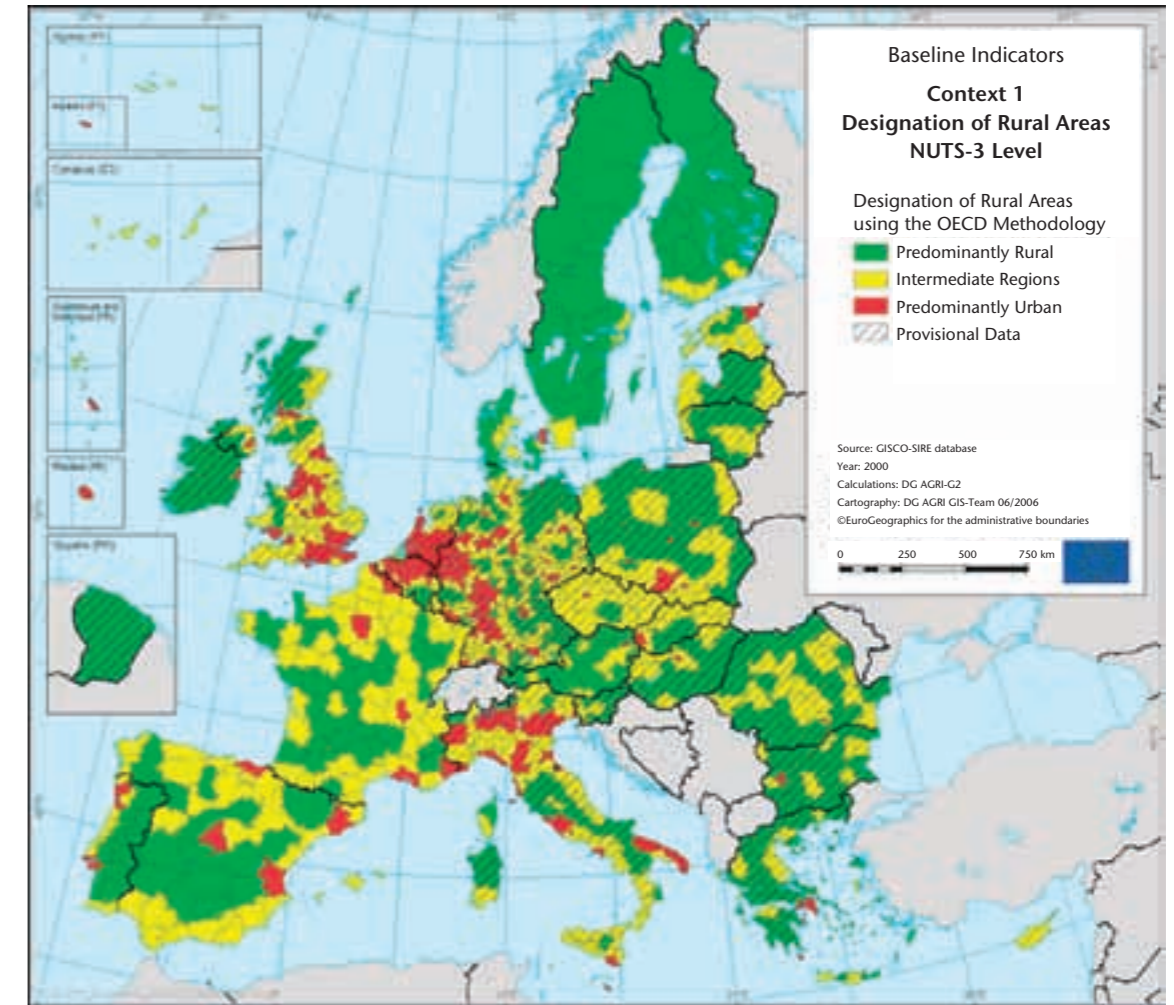 Baseline Indicators
Context 1
Designation of Rural Areas
NUTS-3 Level
Designation of Rural Areas
using the OECD Methodology
Predominantly Rural
Intermediate Regions
Predominantly Urban
Provisional Data
Source: GISCO-SIRE database
Year: 2000
Calculations: DG AGRI-G2
Cartography: DG AGRI GIS-Team 06/2006
©EuroGeographics for the administrative boundaries
0 250 500 750 km